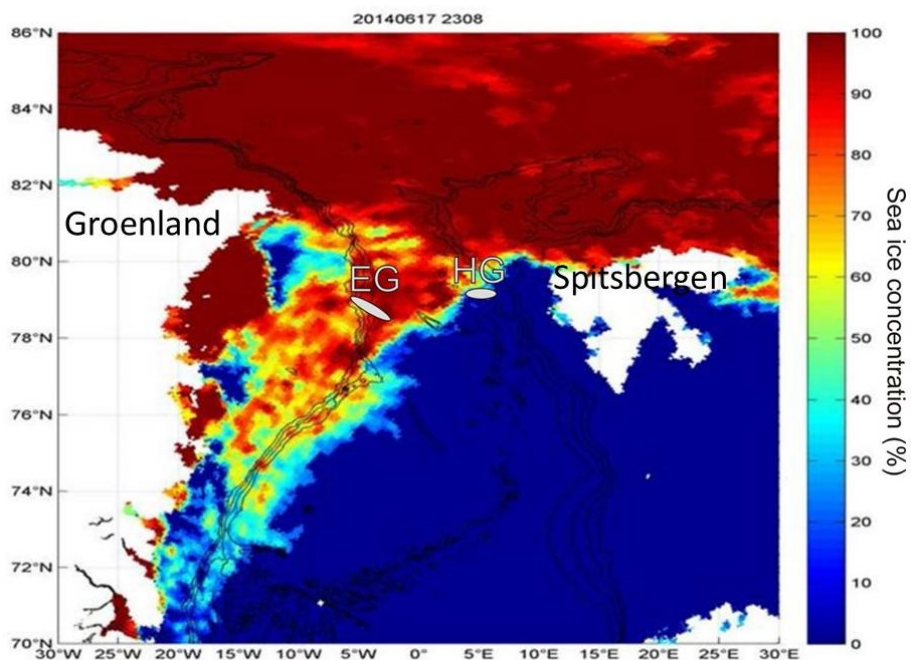 20140617 2308
86°N
84°N
82°N
80°N
78°N
76°N
74°N
72°N
70°N
30°W 25°W 20°W 15°W 10°W 5°W 0° 5°E 10°E 15°E 20°E 25°E 30°E
Groenland
EG
HG
Spitsbergen
100
90
80
70
60
50
40
30
20
10
0
Sea ice concentration (%)